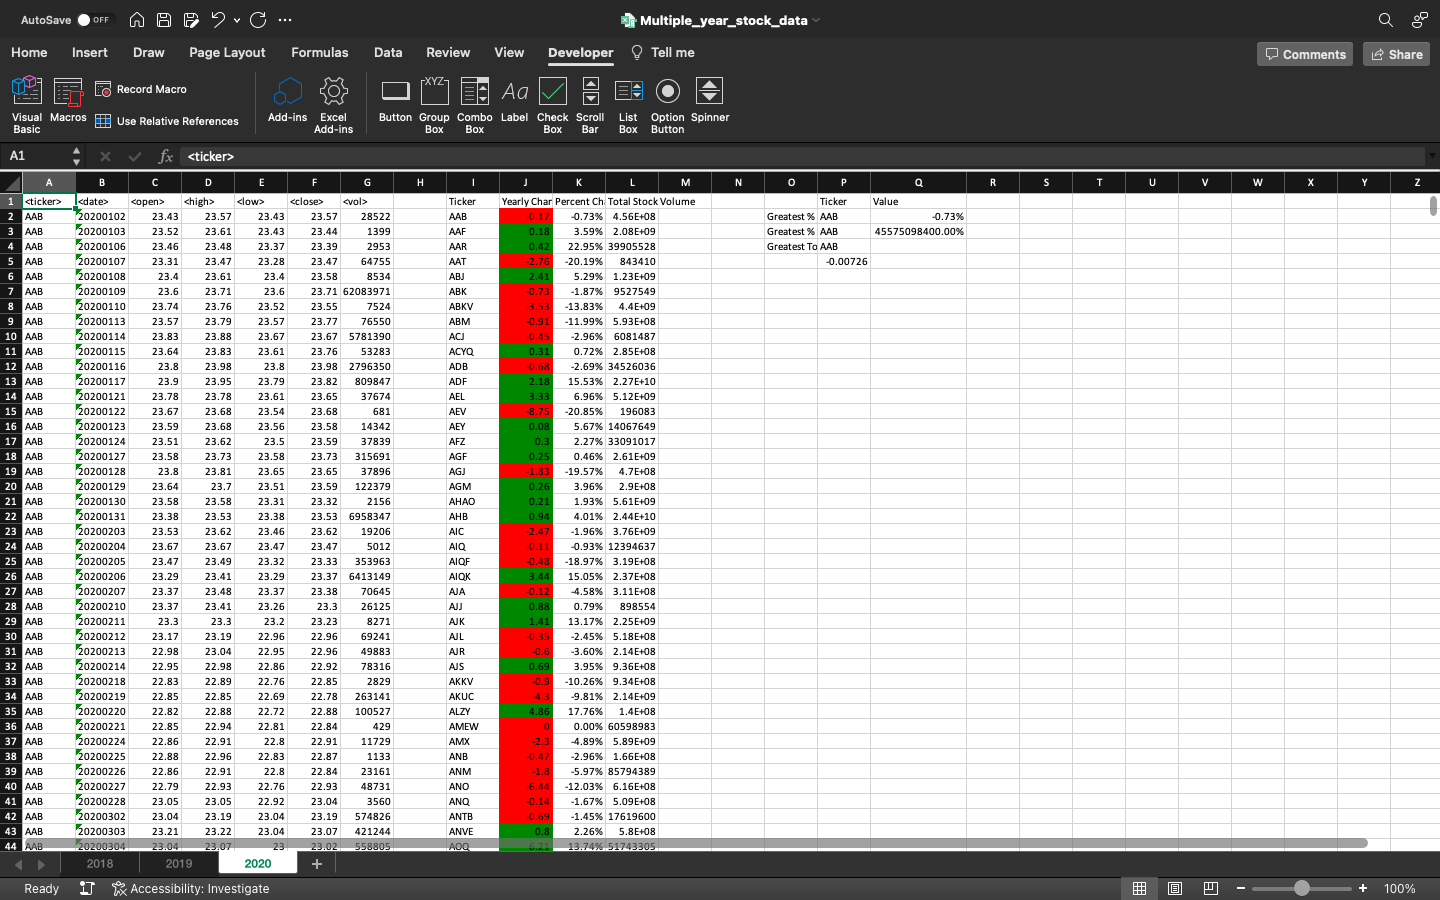 AutoSave OFF Multiple_year_stock_data
Home Insert Draw Page Layout Formulas Data Review View Developer Tell me Comments Share
Visual Basic Macros Record Macro Use Relative References Add-ins Excel Add-ins Button Group Box Combo Box Label Check Box Scroll Bar List Box Option Button Spinner
A1 fx <ticker>
A B C D E F G H I J K L M N O P Q R S T U V W X Y Z
1 <ticker> <date> <open> <high> <low> <close> <vol> Ticker Yearly Char Percent Ch Total Stock Volume Ticker Value
2 AAB 20200102 23.43 23.57 23.43 23.57 28522 AAB -0.17 -0.73% 4.56E+08 Greatest % AAB -0.73%
3 AAB 20200103 23.52 23.61 23.43 23.44 1399 AAF 0.18 3.59% 2.08E+09 Greatest % AAB 45575098400.00%
4 AAB 20200106 23.46 23.48 23.37 23.39 2953 AAR 0.42 22.95% 39905528 Greatest To AAB
5 AAB 20200107 23.31 23.47 23.28 23.47 64755 AAT -2.76 -20.19% 843410 -0.00726
6 AAB 20200108 23.4 23.61 23.4 23.58 8534 ABJ 2.41 5.29% 1.23E+09
7 AAB 20200109 23.6 23.71 23.6 23.71 62083971 ABK -0.73 -1.87% 9527549
8 AAB 20200110 23.74 23.76 23.52 23.55 7524 ABKV -3.53 -13.83% 4.4E+09
9 AAB 20200113 23.57 23.79 23.57 23.77 76550 ABM -0.91 -11.99% 5.93E+08
10 AAB 20200114 23.83 23.88 23.67 23.67 5781390 ACJ -0.45 -2.96% 6081487
11 AAB 20200115 23.64 23.83 23.61 23.76 53283 ACYQ 0.31 0.72% 2.85E+08
12 AAB 20200116 23.8 23.98 23.8 23.98 2796350 ADB -0.68 -2.69% 34526036
13 AAB 20200117 23.9 23.95 23.79 23.82 809847 ADF 2.18 15.53% 2.27E+10
14 AAB 20200121 23.78 23.78 23.61 23.65 37674 AEL 3.33 6.96% 5.12E+09
15 AAB 20200122 23.67 23.68 23.54 23.68 681 AEV -8.75 -20.85% 196083
16 AAB 20200123 23.59 23.68 23.56 23.58 14342 AEY 0.08 5.67% 14067649
17 AAB 20200124 23.51 23.62 23.5 23.59 37839 AFZ 0.3 2.27% 33091017
18 AAB 20200127 23.58 23.73 23.58 23.73 315691 AGF 0.25 0.46% 2.61E+09
19 AAB 20200128 23.8 23.81 23.65 23.65 37896 AGJ -1.83 -19.57% 4.7E+08
20 AAB 20200129 23.64 23.7 23.51 23.59 122379 AGM 0.26 3.96% 2.9E+08
21 AAB 20200130 23.58 23.58 23.31 23.32 2156 AHAO 0.21 1.93% 5.61E+09
22 AAB 20200131 23.38 23.53 23.38 23.53 6958347 AHB 0.94 4.01% 2.44E+10
23 AAB 20200203 23.53 23.62 23.46 23.62 19206 AIC -2.47 -1.96% 3.76E+09
24 AAB 20200204 23.67 23.67 23.47 23.47 5012 AIQ -0.11 -0.93% 12394637
25 AAB 20200205 23.47 23.49 23.32 23.33 353963 AIQF -0.48 -18.97% 3.19E+08
26 AAB 20200206 23.29 23.41 23.29 23.37 6413149 AIQK 3.44 15.05% 2.37E+08
27 AAB 20200207 23.37 23.48 23.37 23.38 70645 AJA -0.12 -4.58% 3.11E+08
28 AAB 20200210 23.37 23.41 23.26 23.3 26125 AJJ 0.88 0.79% 898554
29 AAB 20200211 23.3 23.3 23.2 23.23 8271 AJK 1.41 13.17% 2.25E+09
30 AAB 20200212 23.17 23.19 22.96 22.96 69241 AJL -0.35 -2.45% 5.18E+08
31 AAB 20200213 22.98 23.04 22.95 22.96 49883 AJR -0.6 -3.60% 2.14E+08
32 AAB 20200214 22.95 22.98 22.86 22.92 78316 AJS 0.69 3.95% 9.36E+08
33 AAB 20200218 22.83 22.89 22.76 22.85 2829 AKKV -0.9 -10.26% 9.34E+08
34 AAB 20200219 22.85 22.85 22.69 22.78 263141 AKUC -4.3 -9.81% 2.14E+09
35 AAB 20200220 22.82 22.88 22.72 22.88 100527 ALZY 4.86 17.76% 1.4E+08
36 AAB 20200221 22.85 22.94 22.81 22.84 429 AMEW 0 0.00% 60598983
37 AAB 20200224 22.86 22.91 22.8 22.91 11729 AMX -2.3 -4.89% 5.89E+09
38 AAB 20200225 22.88 22.96 22.83 22.87 1133 ANB -0.47 -2.96% 1.66E+08
39 AAB 20200226 22.86 22.91 22.8 22.84 23161 ANM -1.8 -5.97% 85794389
40 AAB 20200227 22.79 22.93 22.76 22.93 48731 ANO -6.44 -12.03% 6.16E+08
41 AAB 20200228 23.05 23.05 22.92 23.04 3560 ANQ -0.14 -1.67% 5.09E+08
42 AAB 20200302 23.04 23.19 23.04 23.19 574826 ANTB -0.69 -1.45% 17619600
43 AAB 20200303 23.21 23.22 23.04 23.07 421244 ANVE 0.8 2.26% 5.8E+08
44 AAB 20200304 23.04 23.07 23 23.02 558805 AOQ 6.21 13.74% 51743305
2018 2019 2020 +
Ready Accessibility: Investigate 100%